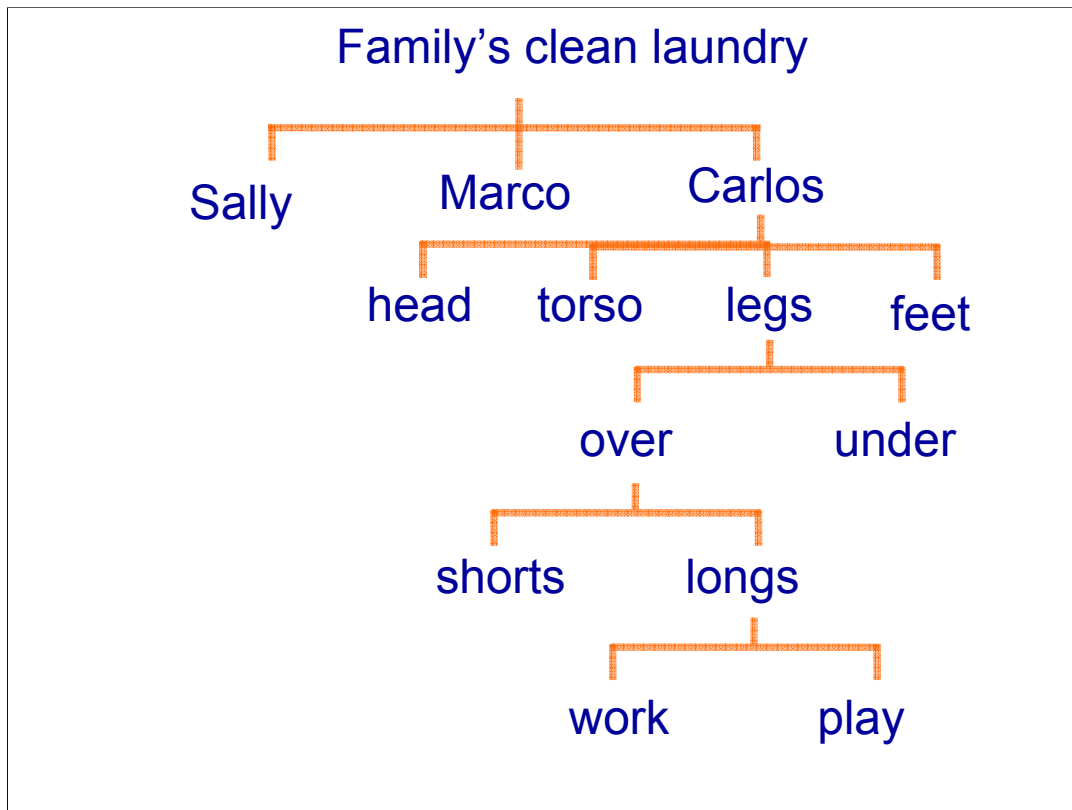 Family’s clean laundry
Sally Marco Carlos
head torso legs feet
over under
shorts longs
work play